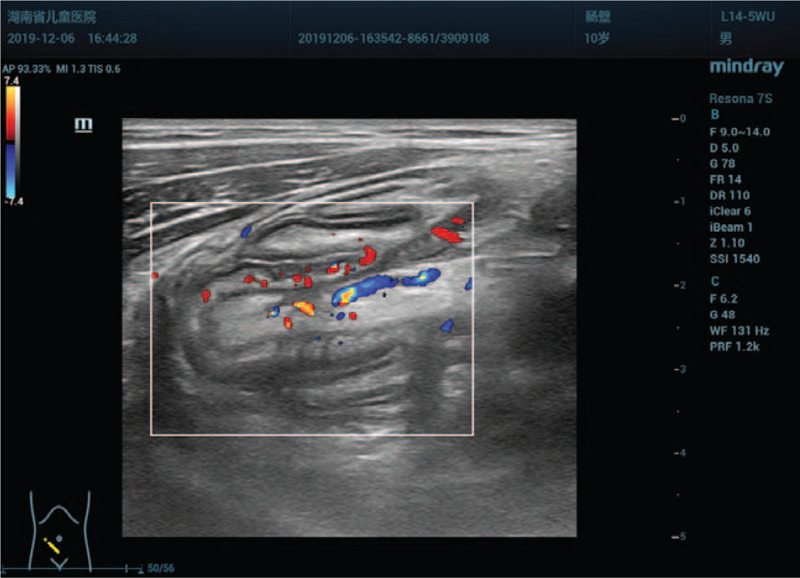 湖南省儿童医院 肠壁 L14-5WU
2019-12-06 16:44:28 20191206-163542-8661/3909108 10岁 男
AP 93.33% MI 1.3 TIS 0.6
mindray
7.4
m
Resona 7S
B
F 9.0~14.0
D 5.0
G 78
FR 14
DR 110
iClear 6
iBeam 1
Z 1.10
SSI 1540
C
F 6.2
G 48
WF 131 Hz
PRF 1.2k
-7.4
0
1
2
3
4
5
50/56